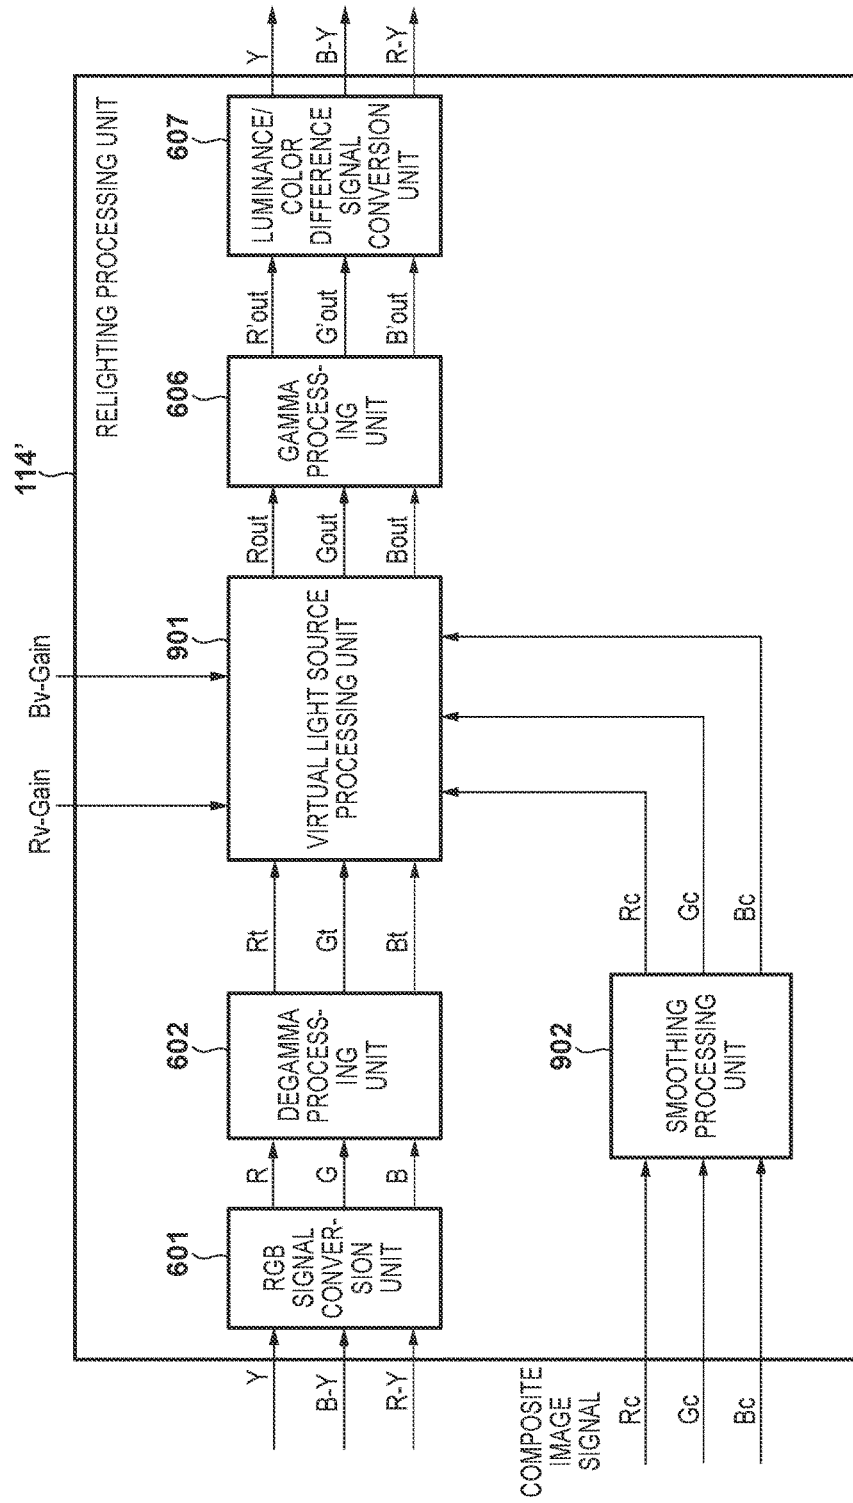 114'
RELIGHTING PROCESSING UNIT
Rv-Gain
Bv-Gain
Y
B-Y
R-Y
601
RGB
SIGNAL
CONVER-
SION
UNIT
R
G
B
602
DEGAMMA
PROCESS-
ING
UNIT
Rt
Gt
Bt
901
VIRTUAL LIGHT SOURCE
PROCESSING UNIT
Rout
Gout
Bout
606
GAMMA
PROCESS-
ING
UNIT
R'out
G'out
B'out
607
LUMINANCE/
COLOR
DIFFERENCE
SIGNAL
CONVERSION
UNIT
Y
B-Y
R-Y
COMPOSITE
IMAGE
SIGNAL
Rc
Gc
Bc
902
SMOOTHING
PROCESSING
UNIT
Rc
Gc
Bc